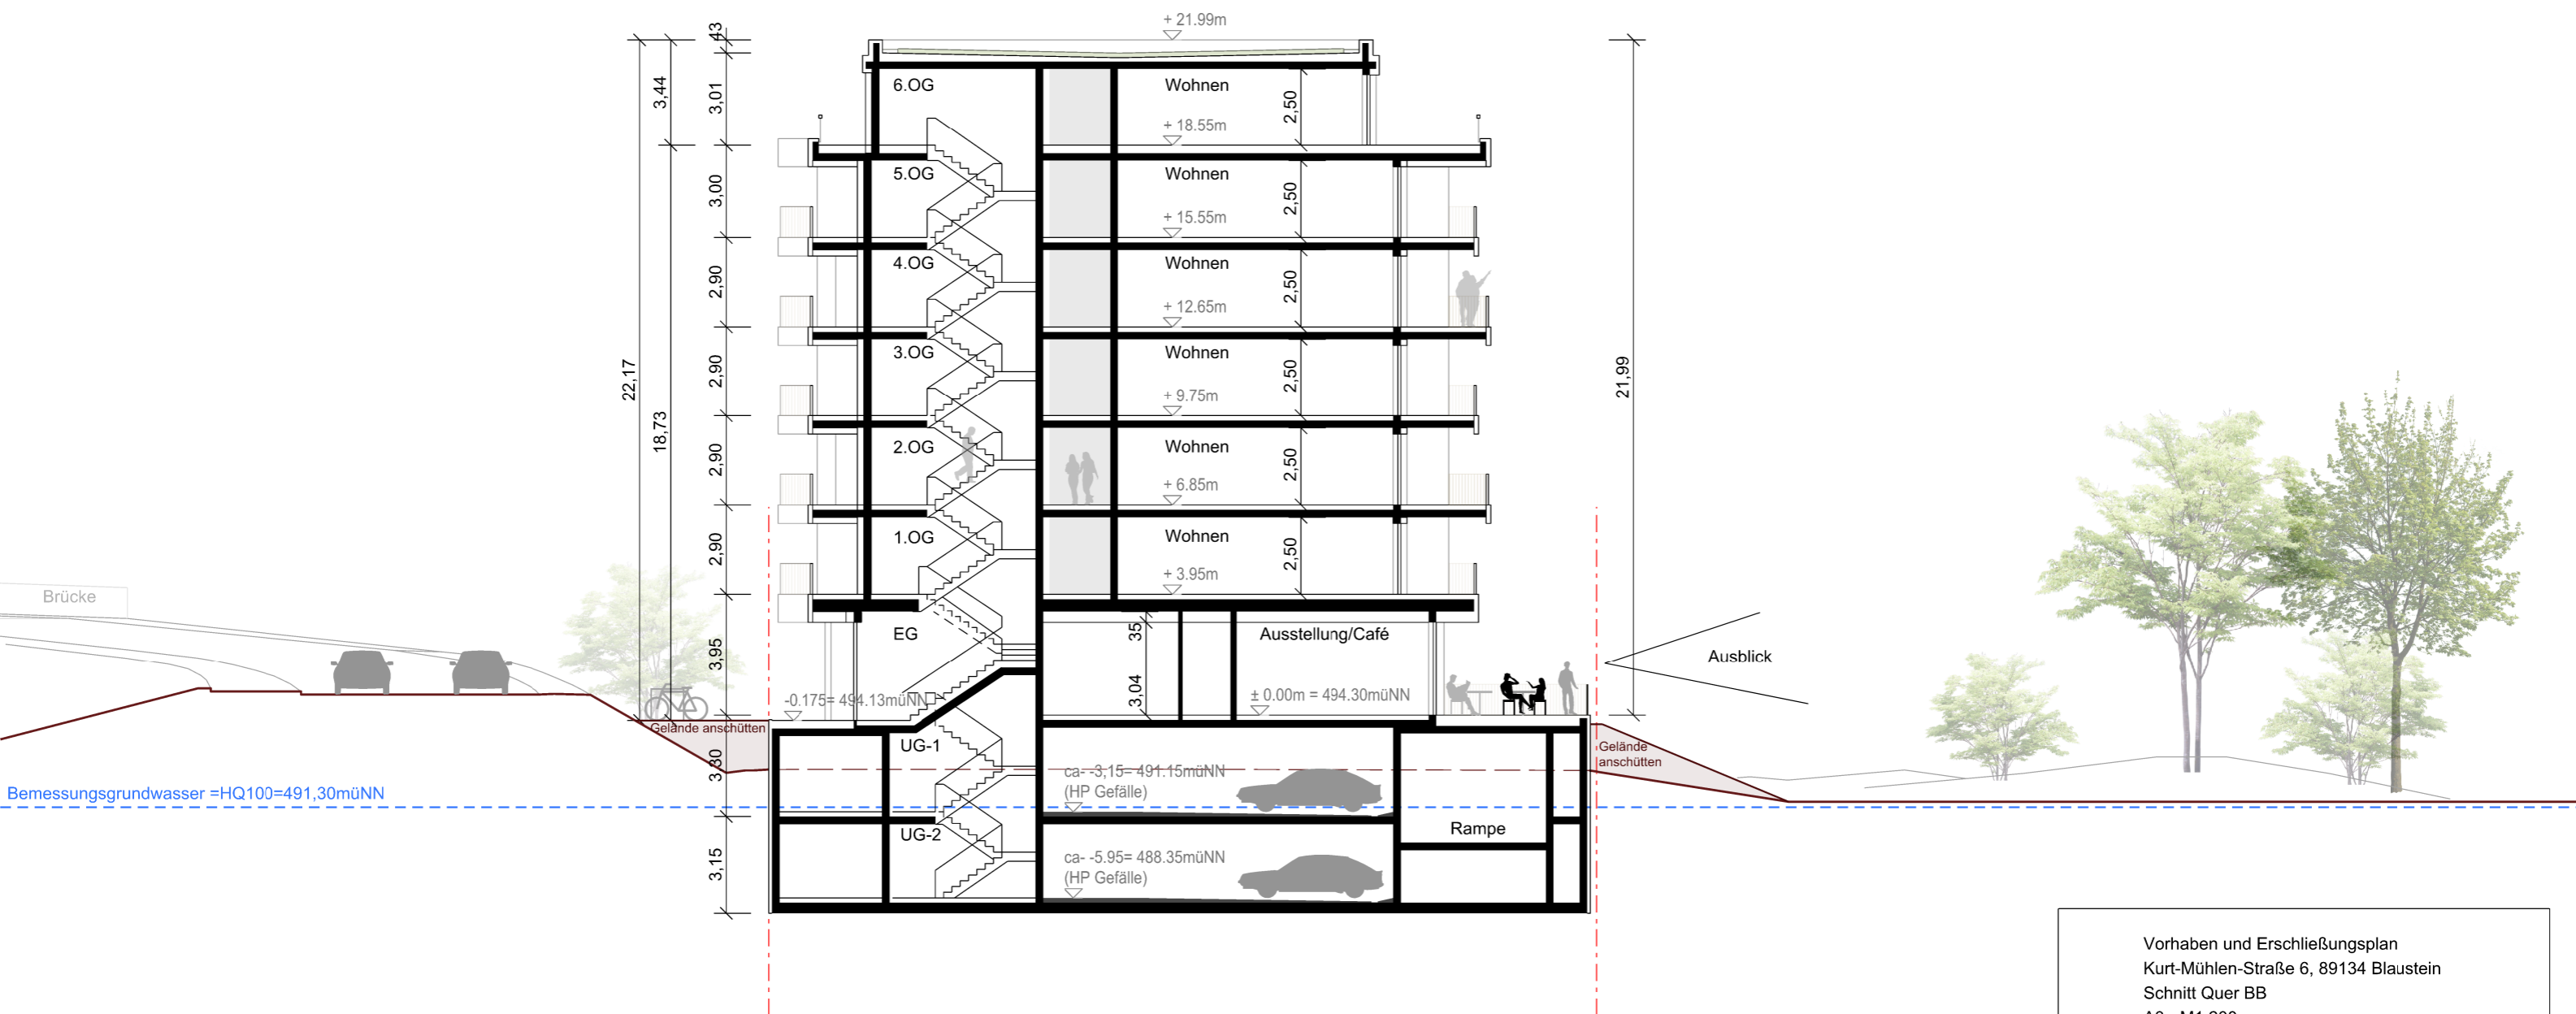 + 21.99m
43
3,44
3,01
6.OG
Wohnen
2,50
+ 18.55m
5.OG
Wohnen
3,00
2,50
+ 15.55m
4.OG
Wohnen
2,90
2,50
+ 12.65m
22,17
21,99
3.OG
Wohnen
2,90
2,50
+ 9.75m
18,73
2.OG
Wohnen
2,90
2,50
+ 6.85m
1.OG
Wohnen
2,90
2,50
+ 3.95m
Brücke
EG
35
Ausstellung/Café
3,95
Ausblick
-0.175= 494.13müNN
3,04
± 0.00m = 494.30müNN
Gelände anschütten
UG-1
Gelände
anschütten
3,30
ca- -3,15= 491.15müNN
(HP Gefälle)
Bemessungsgrundwasser =HQ100=491,30müNN
UG-2
Rampe
3,15
ca- -5.95= 488.35müNN
(HP Gefälle)
Vorhaben und Erschließungsplan
Kurt-Mühlen-Straße 6, 89134 Blaustein
Schnitt Quer BB